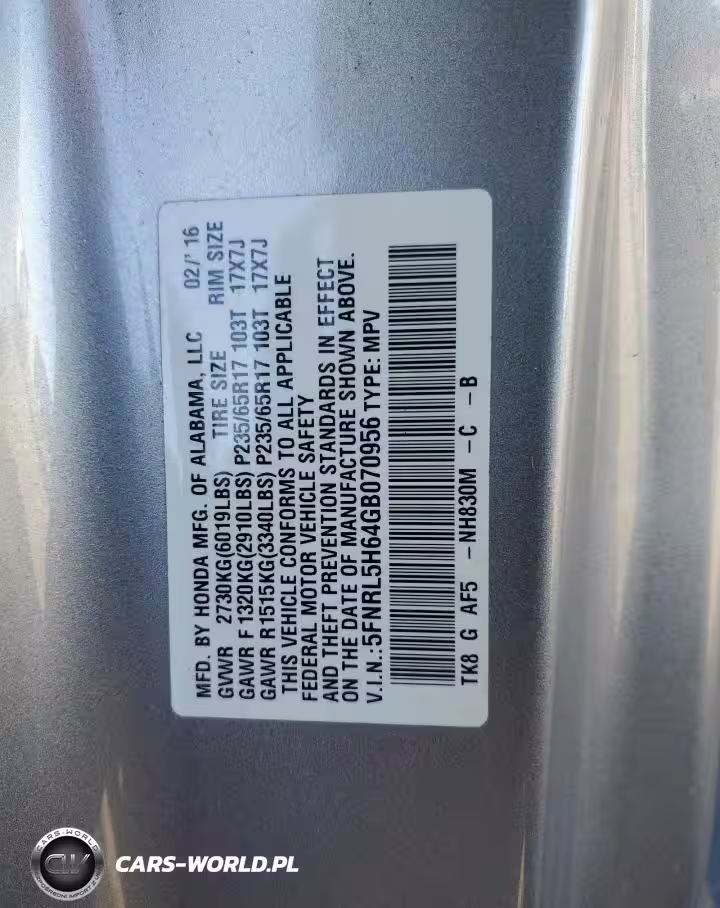 MFD. BY HONDA MFG. OF ALABAMA, LLC 02/' 16
GVWR 2730KG(6019LBS) TIRE SIZE RIM SIZE
GAWR F 1320KG(2910LBS) P235/65R17 103T 17X7J
GAWR R 1515KG(3340LBS) P235/65R17 103T 17X7J
THIS VEHICLE CONFORMS TO ALL APPLICABLE
FEDERAL MOTOR VEHICLE SAFETY
AND THEFT PREVENTION STANDARDS IN EFFECT
ON THE DATE OF MANUFACTURE SHOWN ABOVE.
V.I.N.:5FNRL5H64GB070956 TYPE: MPV
TK8 G AF5 -NH830M -C -B
CARS-WORLD
CARS-WORLD.PL